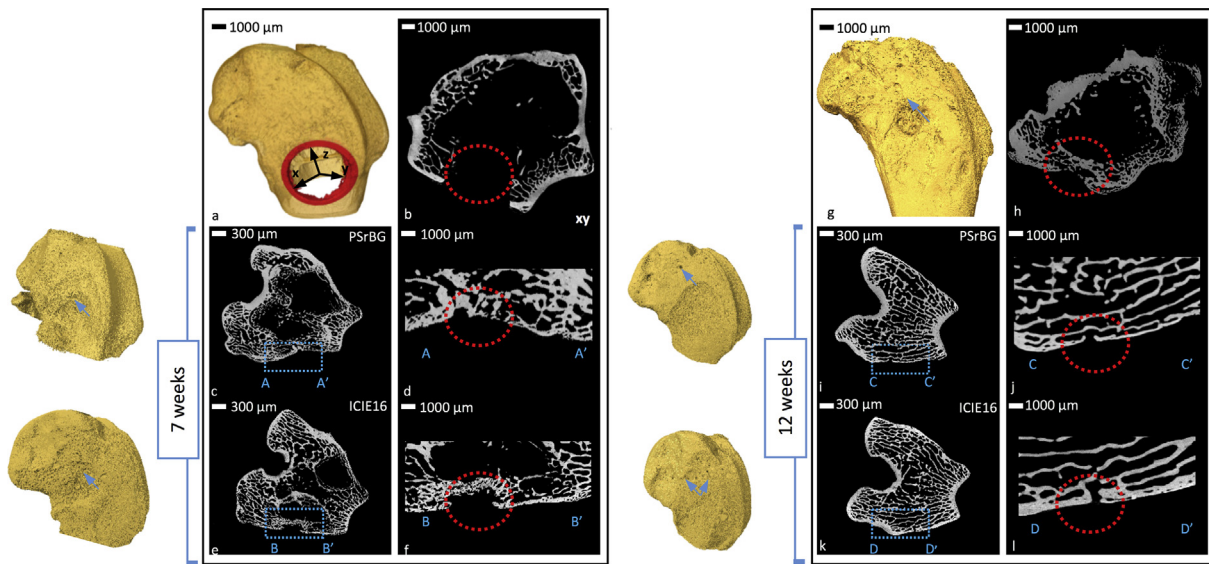 1000 µm
z
x
y
a
1000 µm
xy
b
7 weeks
300 µm
PSrBG
A
A'
c
1000 µm
A
A'
d
300 µm
ICIE16
B
B'
e
1000 µm
B
B'
f
1000 µm
g
1000 µm
h
12 weeks
300 µm
PSrBG
C
C'
i
1000 µm
C
C'
j
300 µm
ICIE16
D
D'
k
1000 µm
D
D'
l